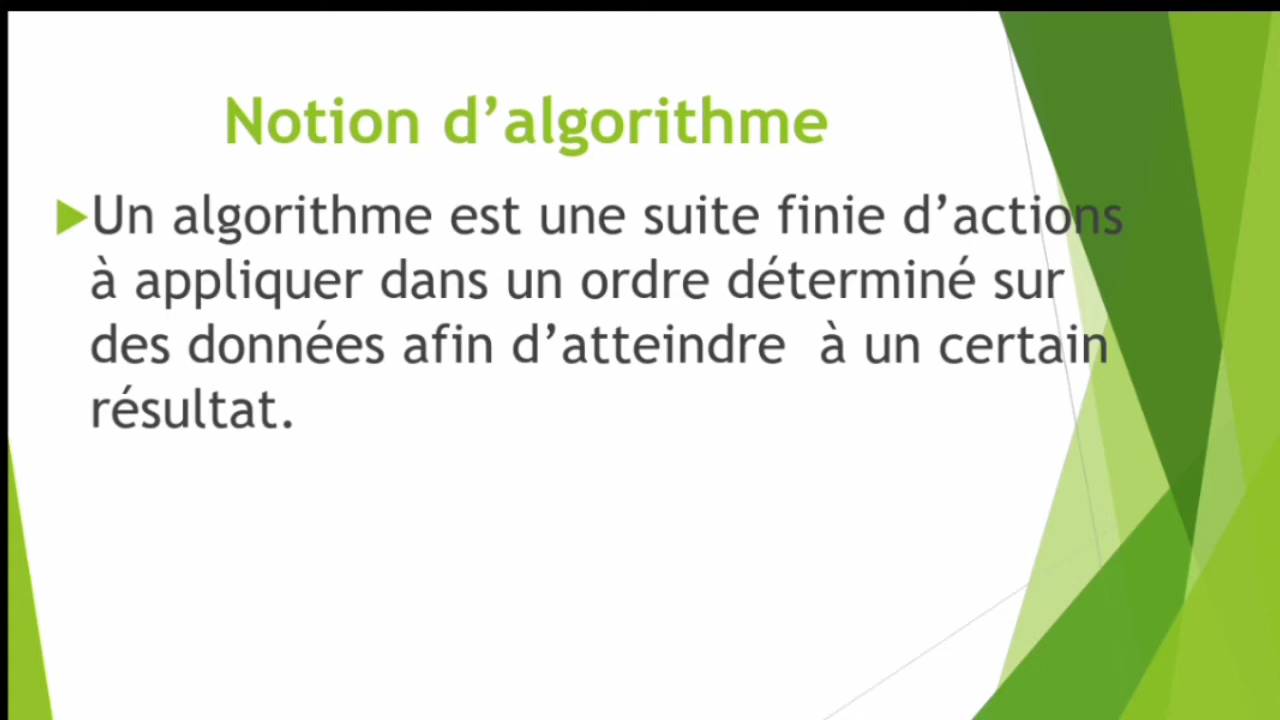 Notion d’algorithme
Un algorithme est une suite finie d’actions
à appliquer dans un ordre déterminé sur
des données afin d’atteindre à un certain
résultat.